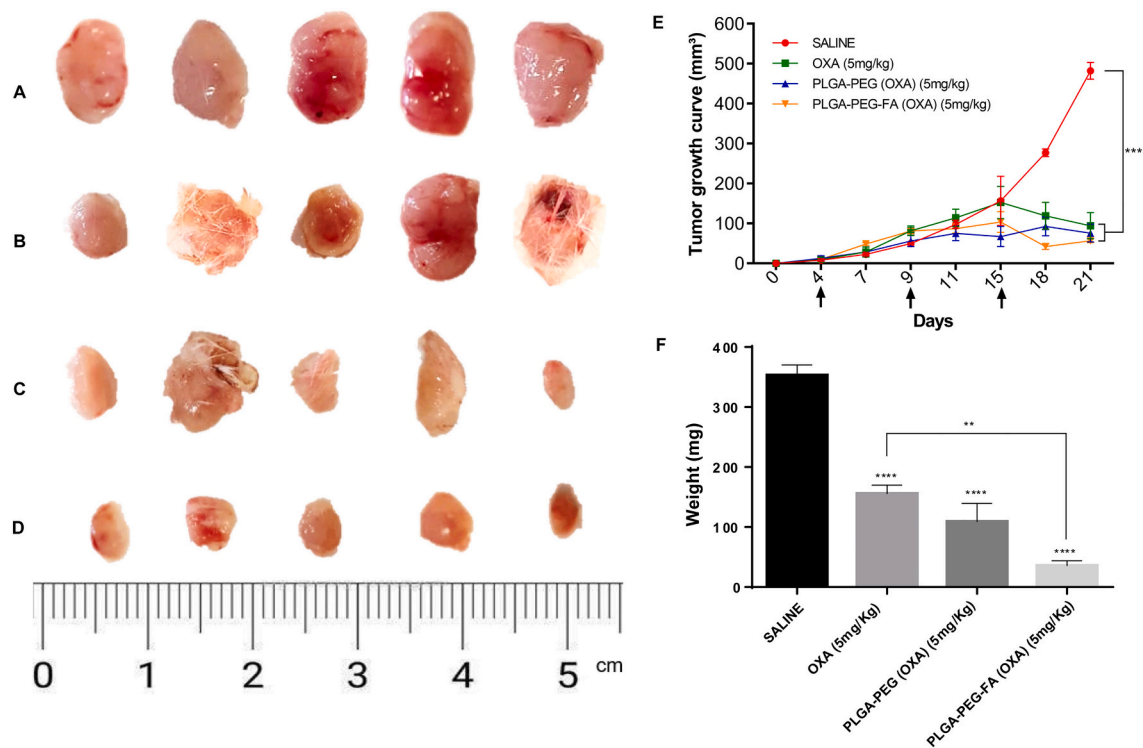 A
B
C
D
0 1 2 3 4 5 cm
E
Tumor growth curve (mm³)
600
500
400
300
200
100
0
SALINE
OXA (5mg/kg)
PLGA-PEG (OXA) (5mg/kg)
PLGA-PEG-FA (OXA) (5mg/kg)
***
0 4 7 9 11 15 18 21
Days
F
Weight (mg)
400
300
200
100
0
**
****
****
****
SALINE
OXA (5mg/Kg)
PLGA-PEG (OXA) (5mg/Kg)
PLGA-PEG-FA (OXA) (5mg/Kg)